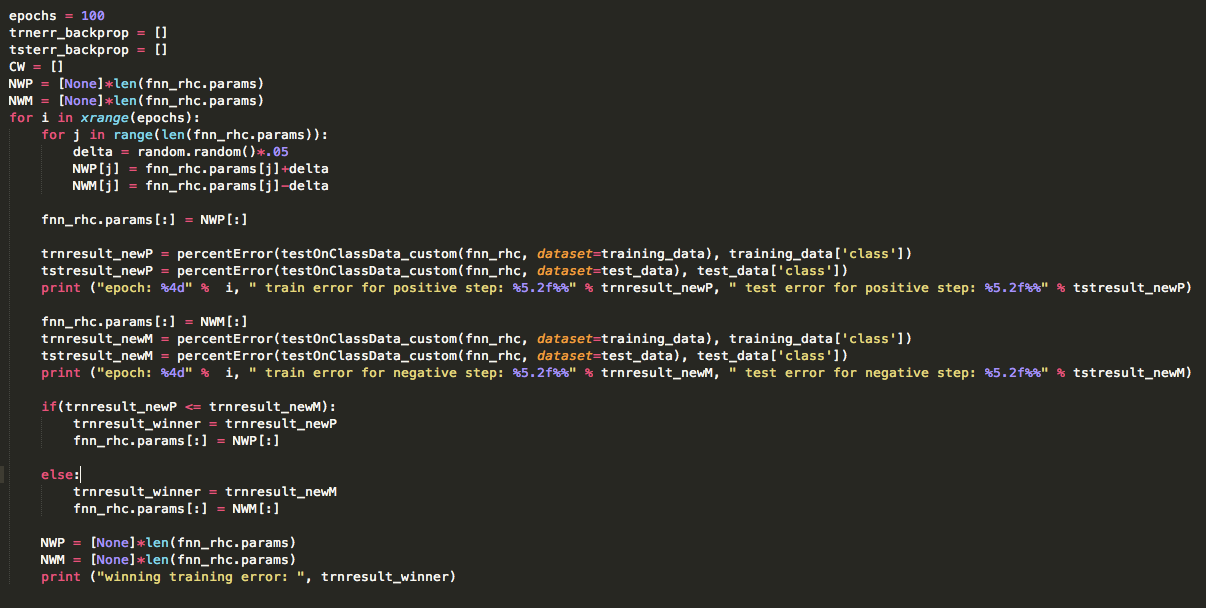 epochs = 100
trnerr_backprop = []
tsterr_backprop = []
CW = []
NWP = [None]*len(fnn_rhc.params)
NWM = [None]*len(fnn_rhc.params)
for i in xrange(epochs):
    for j in range(len(fnn_rhc.params)):
        delta = random.random()*.05
        NWP[j] = fnn_rhc.params[j]+delta
        NWM[j] = fnn_rhc.params[j]-delta
    fnn_rhc.params[:] = NWP[:]
    trnresult_newP = percentError(testOnClassData_custom(fnn_rhc, dataset=training_data), training_data['class'])
    tstresult_newP = percentError(testOnClassData_custom(fnn_rhc, dataset=test_data), test_data['class'])
    print ("epoch: %4d" %  i, " train error for positive step: %5.2f%%" % trnresult_newP, " test error for positive step: %5.2f%%" % tstresult_newP)
    fnn_rhc.params[:] = NWM[:]
    trnresult_newM = percentError(testOnClassData_custom(fnn_rhc, dataset=training_data), training_data['class'])
    tstresult_newM = percentError(testOnClassData_custom(fnn_rhc, dataset=test_data), test_data['class'])
    print ("epoch: %4d" %  i, " train error for negative step: %5.2f%%" % trnresult_newM, " test error for negative step: %5.2f%%" % tstresult_newM)
    if(trnresult_newP <= trnresult_newM):
        trnresult_winner = trnresult_newP
        fnn_rhc.params[:] = NWP[:]
    else:
        trnresult_winner = trnresult_newM
        fnn_rhc.params[:] = NWM[:]
    NWP = [None]*len(fnn_rhc.params)
    NWM = [None]*len(fnn_rhc.params)
    print ("winning training error: ", trnresult_winner)